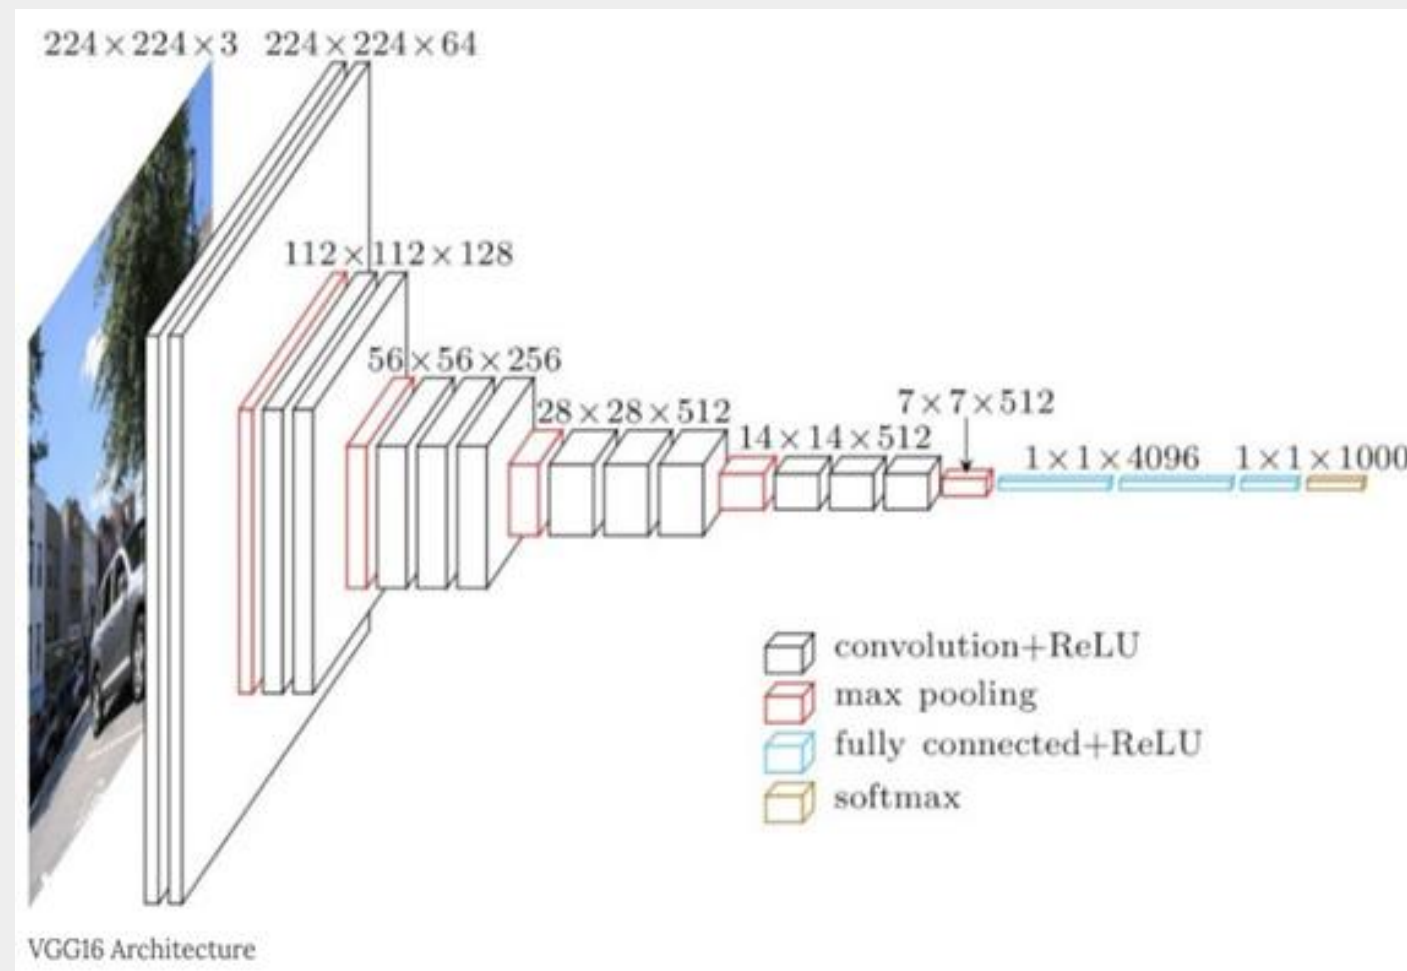 224×224×3
224×224×64
112×112×128
56×56×256
28×28×512
14×14×512
7×7×512
1×1×4096
1×1×1000
convolution+ReLU
max pooling
fully connected+ReLU
softmax
VGG16 Architecture